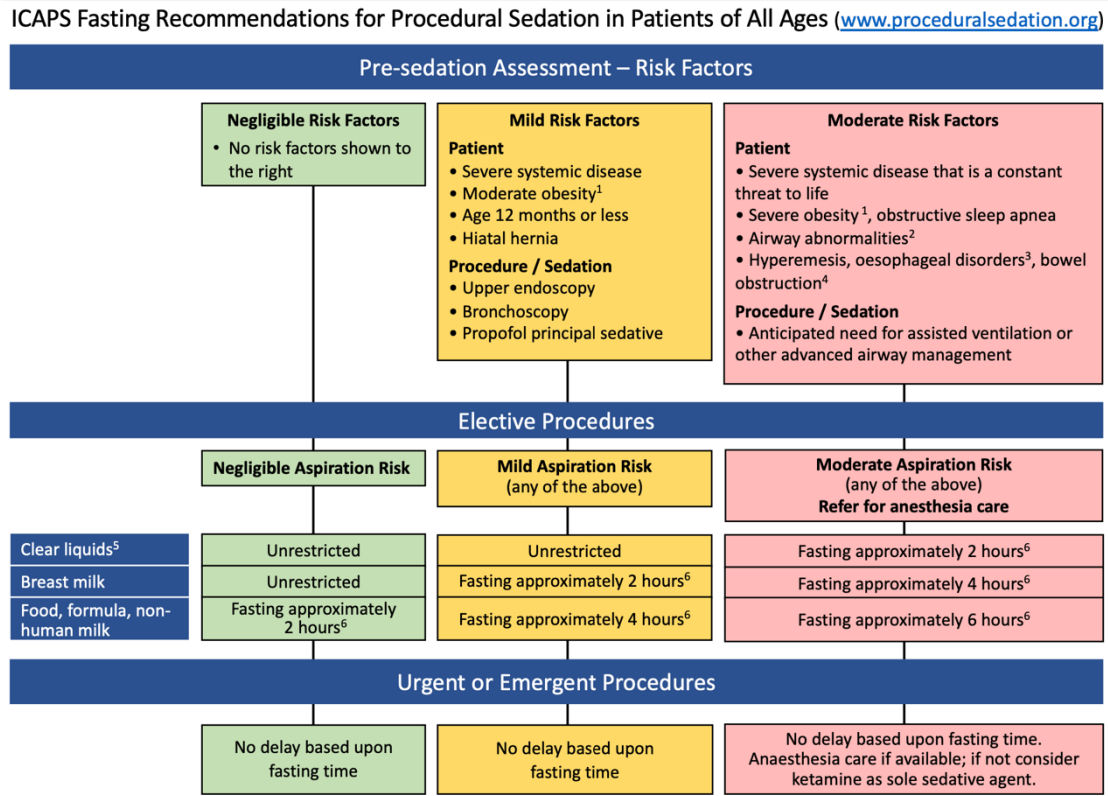 ICAPS Fasting Recommendations for Procedural Sedation in Patients of All Ages (www.proceduralsedation.org)
Pre-sedation Assessment – Risk Factors
Negligible Risk Factors
• No risk factors shown to
the right
Mild Risk Factors
Patient
• Severe systemic disease
• Moderate obesity¹
• Age 12 months or less
• Hiatal hernia
Procedure / Sedation
• Upper endoscopy
• Bronchoscopy
• Propofol principal sedative
Moderate Risk Factors
Patient
• Severe systemic disease that is a constant
threat to life
• Severe obesity ¹, obstructive sleep apnea
• Airway abnormalities²
• Hyperemesis, oesophageal disorders³, bowel
obstruction⁴
Procedure / Sedation
• Anticipated need for assisted ventilation or
other advanced airway management
Elective Procedures
Negligible Aspiration Risk
Mild Aspiration Risk
(any of the above)
Moderate Aspiration Risk
(any of the above)
Refer for anesthesia care
Clear liquids⁵
Unrestricted
Unrestricted
Fasting approximately 2 hours⁶
Breast milk
Unrestricted
Fasting approximately 2 hours⁶
Fasting approximately 4 hours⁶
Food, formula, non-
human milk
Fasting approximately
2 hours⁶
Fasting approximately 4 hours⁶
Fasting approximately 6 hours⁶
Urgent or Emergent Procedures
No delay based upon
fasting time
No delay based upon
fasting time
No delay based upon fasting time.
Anaesthesia care if available; if not consider
ketamine as sole sedative agent.